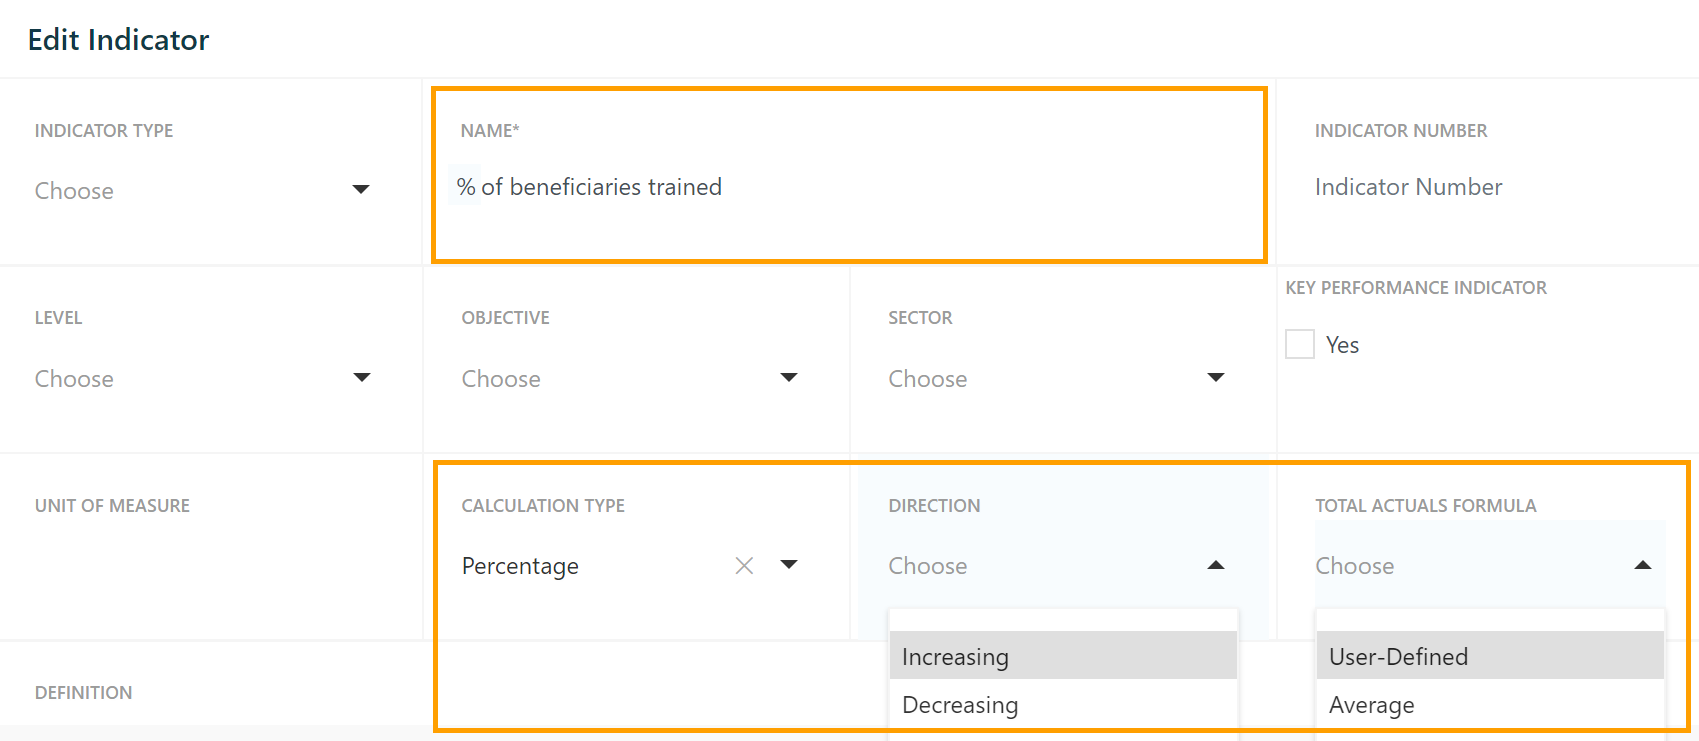 Edit Indicator
INDICATOR TYPE
NAME*
INDICATOR NUMBER
Choose
% of beneficiaries trained
Indicator Number
LEVEL
OBJECTIVE
SECTOR
KEY PERFORMANCE INDICATOR
Choose
Choose
Choose
Yes
UNIT OF MEASURE
CALCULATION TYPE
DIRECTION
TOTAL ACTUALS FORMULA
Percentage
Choose
Choose
Increasing
User-Defined
DEFINITION
Decreasing
Average